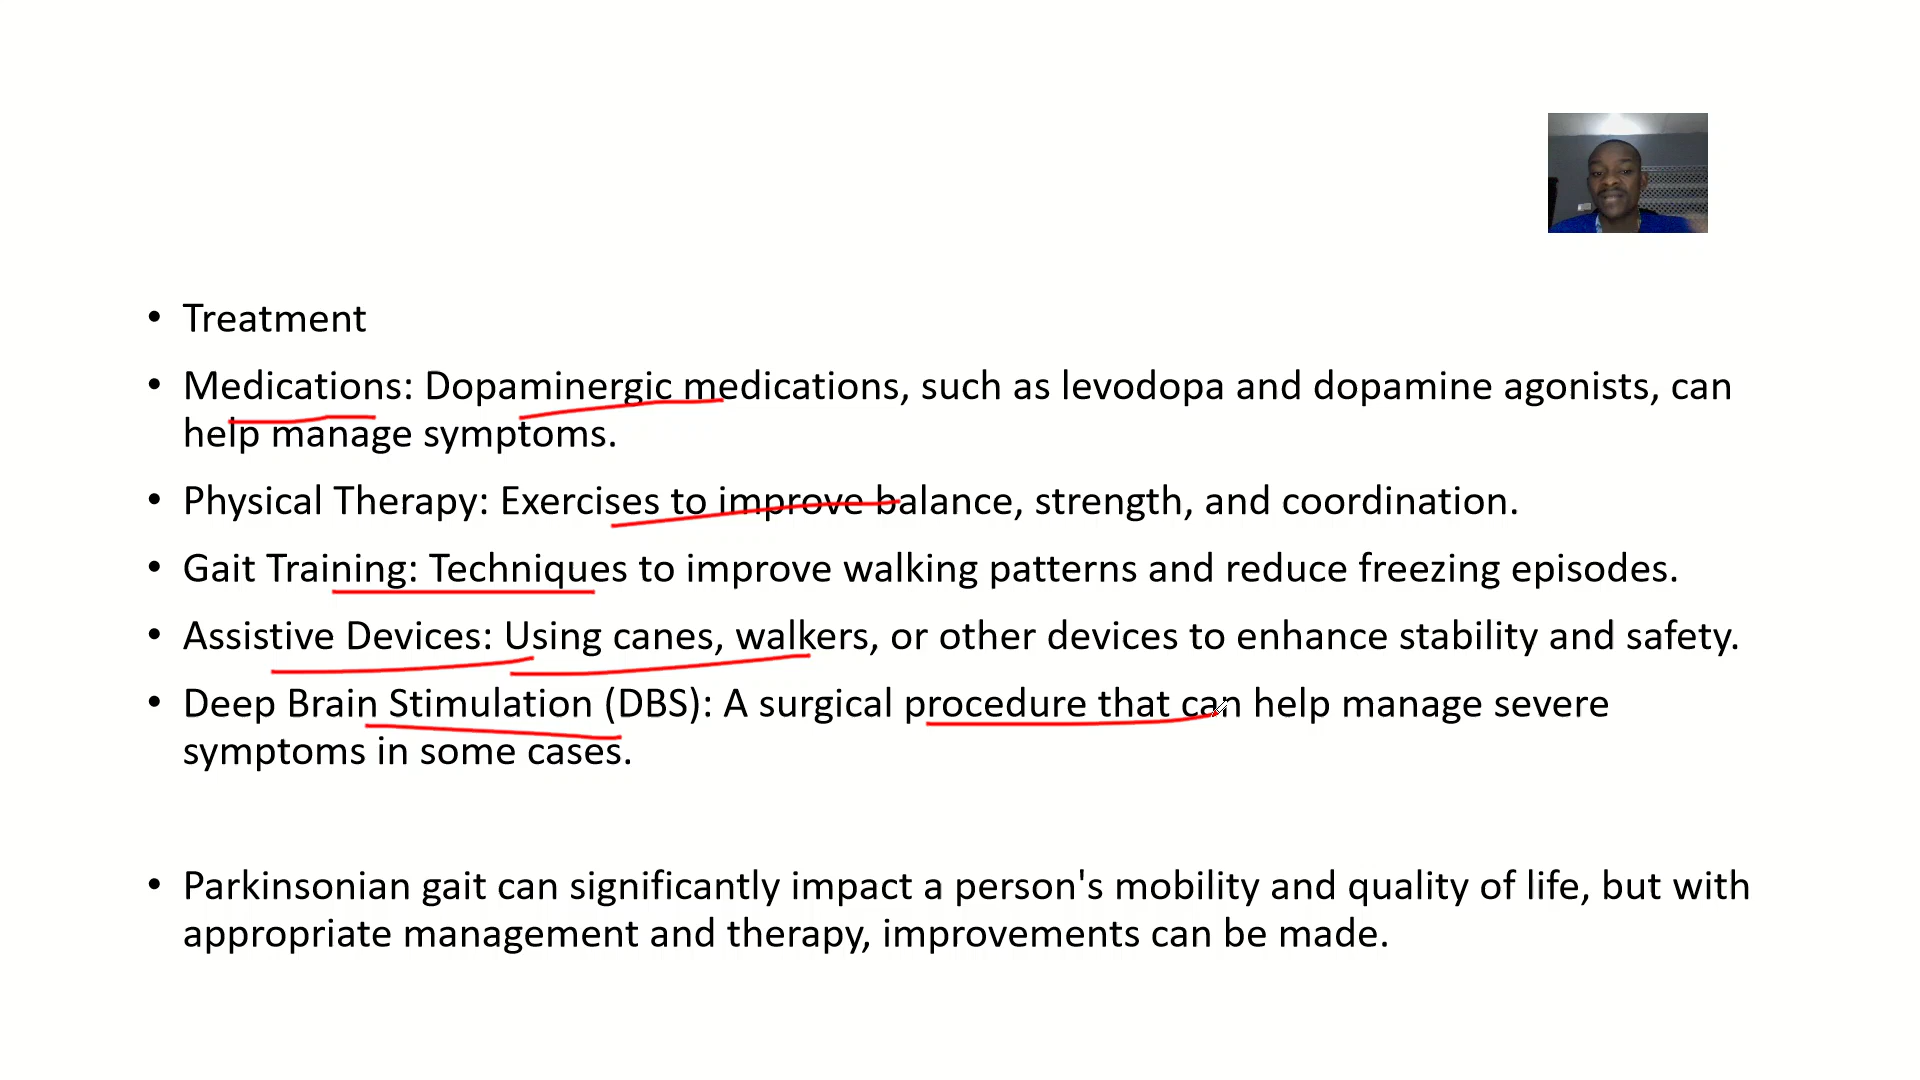 • Treatment
• Medications: Dopaminergic medications, such as levodopa and dopamine agonists, can
help manage symptoms.
• Physical Therapy: Exercises to improve balance, strength, and coordination.
• Gait Training: Techniques to improve walking patterns and reduce freezing episodes.
• Assistive Devices: Using canes, walkers, or other devices to enhance stability and safety.
• Deep Brain Stimulation (DBS): A surgical procedure that can help manage severe
symptoms in some cases.
• Parkinsonian gait can significantly impact a person's mobility and quality of life, but with
appropriate management and therapy, improvements can be made.